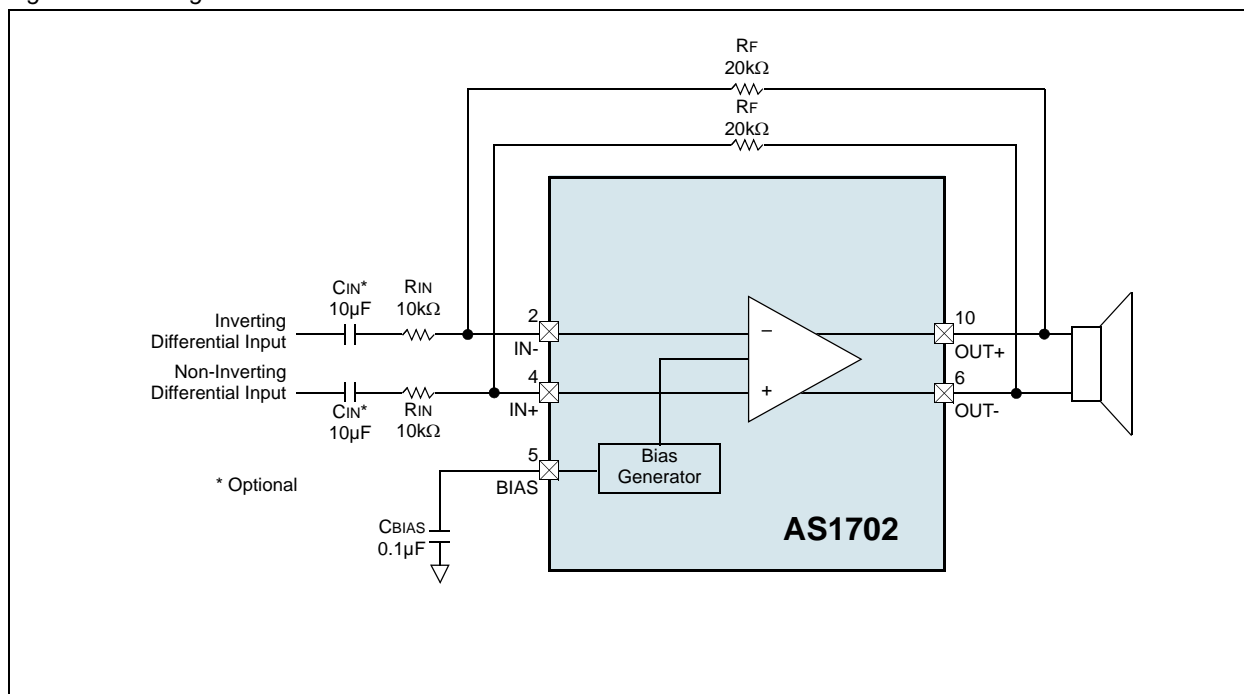 RF
20kΩ
RF
20kΩ
CIN*
10µF
RIN
10kΩ
Inverting
Differential Input
2
IN-
–
10
OUT+
Non-Inverting
Differential Input
CIN*
10µF
RIN
10kΩ
4
IN+
+
6
OUT-
5
BIAS
Bias
Generator
* Optional
CBIAS
0.1µF
AS1702